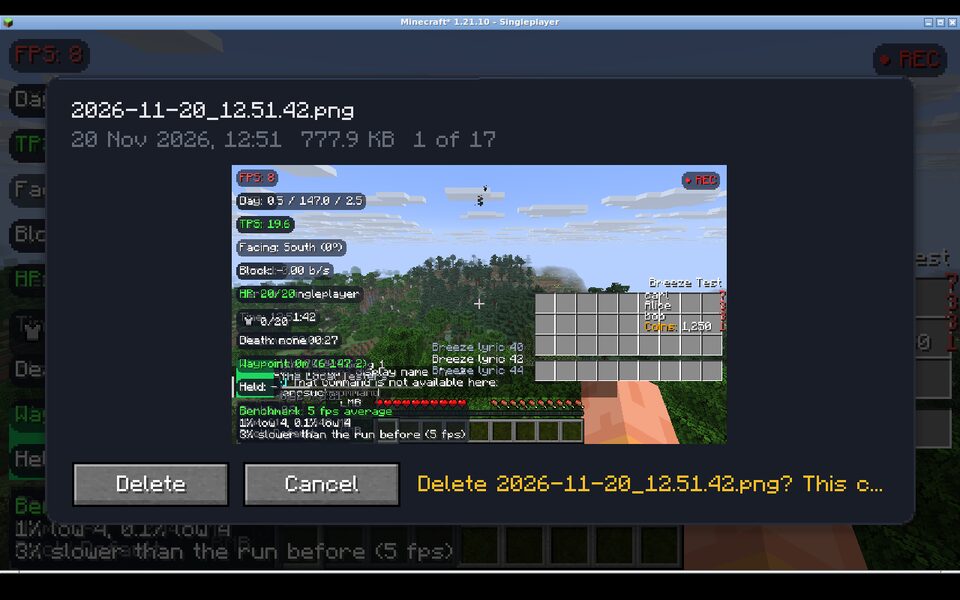 Minecraft* 1.21.10 - Singleplayer
FPS: 8
REC
2026-11-20_12.51.42.png
20 Nov 2026, 12:51 777.9 KB 1 of 17
FPS: 8
REC
Day: 0.5 / 147.0 / 2.5
TPS: 19.6
Facing: South (0º)
Block: -.00 b/s
HP: 20/20 ngleplayer
Breeze Test
carl
Alice
bob
Coins: 1,250
0/20
Death: none 00:27
Breeze lyric 40
Breeze lyric 42
Breeze lyric 44
Held: -
That command is not available here.
LMB
Benchmark: 5 fps average
1% low 4, 0.1% low 4
3% slower than the run before (5 fps)
Delete
Cancel
Delete 2026-11-20_12.51.42.png? This c...
1% low 4, 0.1% low 4
3% slower than the run before (5 fps)